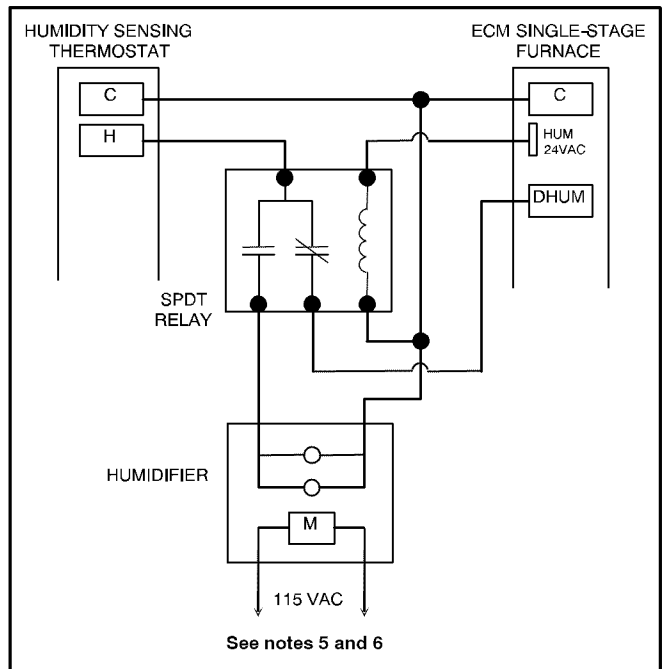 HUMIDITY SENSING
THERMOSTAT
ECM SINGLE-STAGE
FURNACE
C
C
H
HUM
24VAC
DHUM
SPDT
RELAY
HUMIDIFIER
M
115 VAC
See notes 5 and 6